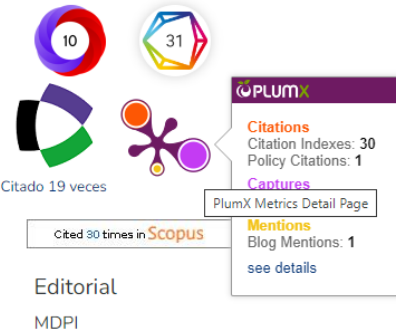 10
31
PLUMX
Citations
Citation Indexes: 30
Policy Citations: 1
Captures
PlumX Metrics Detail Page
Mentions
Blog Mentions: 1
see details
Citado 19 veces
Cited 30 times in Scopus
Editorial
MDPI